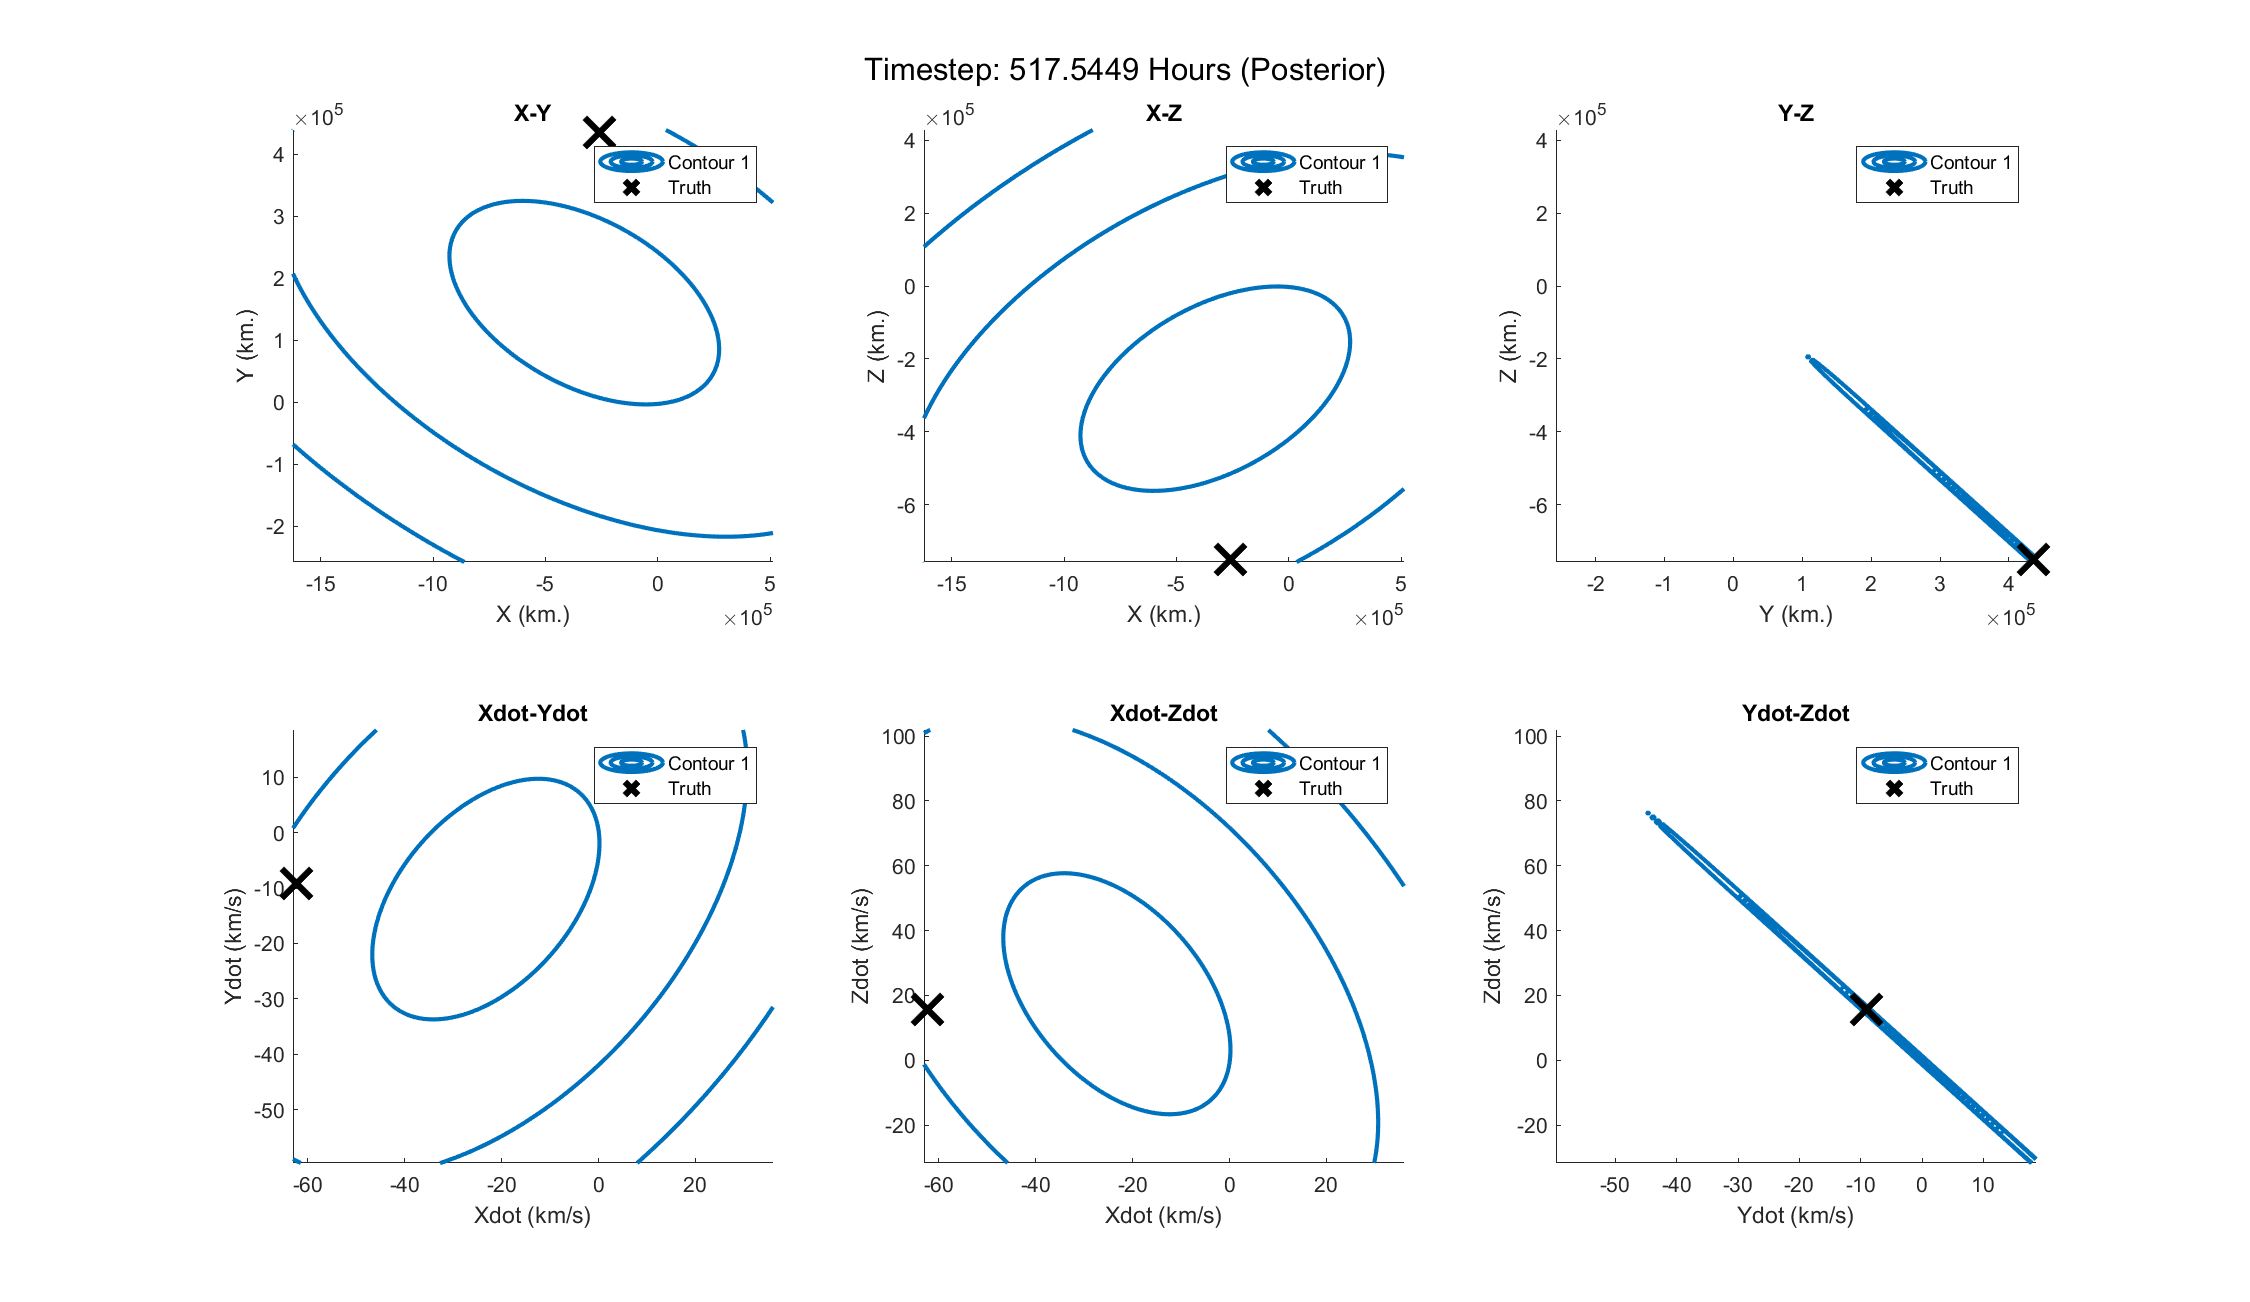 Timestep: 517.5449 Hours (Posterior)
X-Y
×10^5
4
3
2
1
0
-1
-2
Y (km.)
-15
-10
-5
0
5
X (km.)
×10^5
Contour 1
Truth
X-Z
×10^5
4
2
0
-2
-4
-6
Z (km.)
-15
-10
-5
0
5
X (km.)
×10^5
Contour 1
Truth
Y-Z
×10^5
4
2
0
-2
-4
-6
Z (km.)
-2
-1
0
1
2
3
4
Y (km.)
×10^5
Contour 1
Truth
Xdot-Ydot
10
0
-10
-20
-30
-40
-50
Ydot (km/s)
-60
-40
-20
0
20
Xdot (km/s)
Contour 1
Truth
Xdot-Zdot
100
80
60
40
20
0
-20
Zdot (km/s)
-60
-40
-20
0
20
Xdot (km/s)
Contour 1
Truth
Ydot-Zdot
100
80
60
40
20
0
-20
Zdot (km/s)
-50
-40
-30
-20
-10
0
10
Ydot (km/s)
Contour 1
Truth